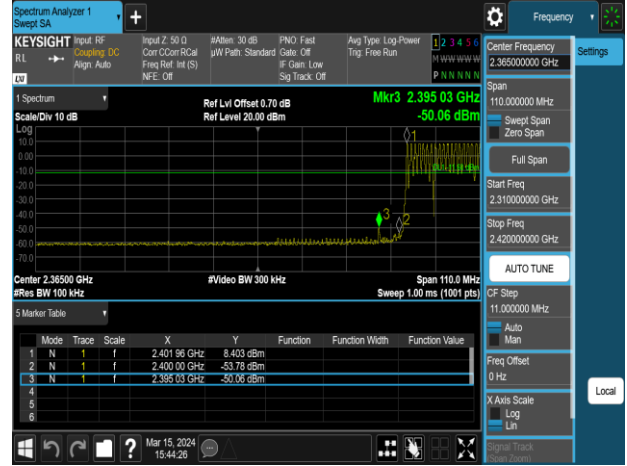 Spectrum Analyzer 1
Swept SA
Frequency
KEYSIGHT
RL
LXI
Input: RF
Coupling: DC
Align: Auto
Input Z: 50 Ω
Corr CCorr RCal
Freq Ref: Int (S)
NFE: Off
#Atten: 30 dB
µW Path: Standard
PNO: Fast
Gate: Off
IF Gain: Low
Sig Track: Off
Avg Type: Log-Power
Trig: Free Run
1 2 3 4 5 6
M W W W W W
P N N N N N
1 Spectrum
Scale/Div 10 dB
Ref Lvl Offset 0.70 dB
Ref Level 20.00 dBm
Mkr3 2.395 03 GHz
-50.06 dBm
Log
10.0
0.00
-10.0
-20.0
-30.0
-40.0
-50.0
-60.0
-70.0
1
2
3
Center 2.36500 GHz
#Res BW 100 kHz
#Video BW 300 kHz
Span 110.0 MHz
Sweep 1.00 ms (1001 pts)
5 Marker Table
Mode Trace Scale X Y Function Function Width Function Value
1 N 1 f 2.401 96 GHz 8.403 dBm
2 N 1 f 2.400 00 GHz -53.78 dBm
3 N 1 f 2.395 03 GHz -50.06 dBm
4
5
6
Mar 15, 2024
15:44:26
Center Frequency
2.365000000 GHz
Settings
Span
110.000000 MHz
Swept Span
Zero Span
Full Span
Start Freq
2.310000000 GHz
Stop Freq
2.420000000 GHz
AUTO TUNE
CF Step
11.000000 MHz
Auto
Man
Freq Offset
0 Hz
X Axis Scale
Log
Lin
Signal Track
(Span Zoom)
Local